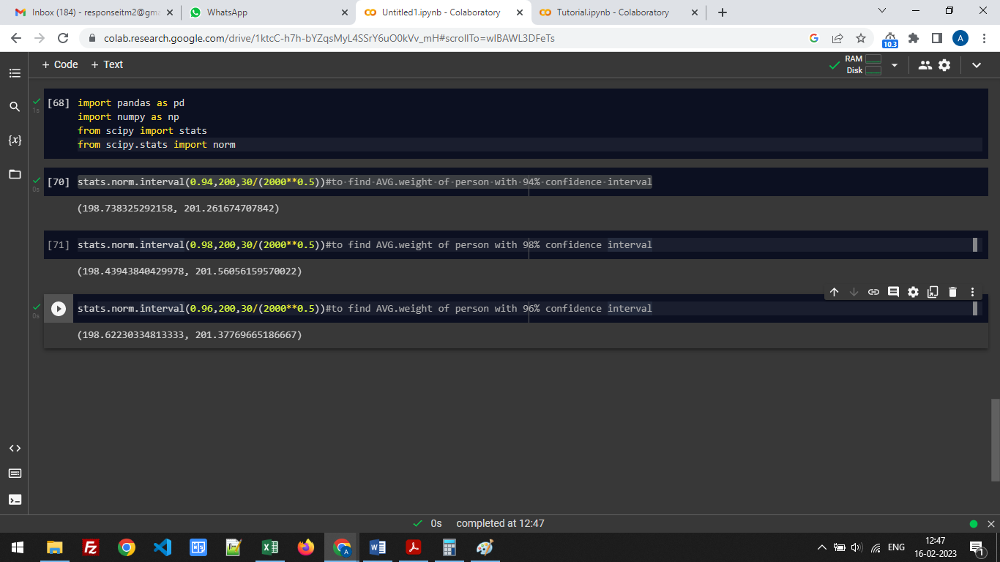 Inbox (184) - responseitm2@gma
WhatsApp
Untitled1.ipynb - Colaboratory
Tutorial.ipynb - Colaboratory
colab.research.google.com/drive/1ktcC-h7h-bYZqsMyL4SSrY6uO0kVv_mH#scrollTo=wIBAWL3DFeTs
10.3
A
+ Code + Text
RAM
Disk
[68] import pandas as pd
1s
import numpy as np
from scipy import stats
from scipy.stats import norm
{x}
[70] stats.norm.interval(0.94,200,30/(2000**0.5))#to find AVG.weight of person with 94% confidence interval
0s
(198.738325292158, 201.261674707842)
[71] stats.norm.interval(0.98,200,30/(2000**0.5))#to find AVG.weight of person with 98% confidence interval
(198.43943840429978, 201.56056159570022)
stats.norm.interval(0.96,200,30/(2000**0.5))#to find AVG.weight of person with 96% confidence interval
0s
(198.62230334813333, 201.37769665186667)
0s completed at 12:47
ENG
12:47
16-02-2023
1